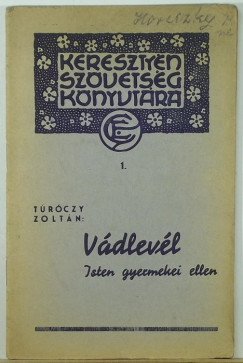 KERESZTYÉN
SZÖVETSÉG
KÖNYVTÁRA
1.
TÚRÓCZY
ZOLTÁN:
Vádlevél
Isten gyermekei ellen